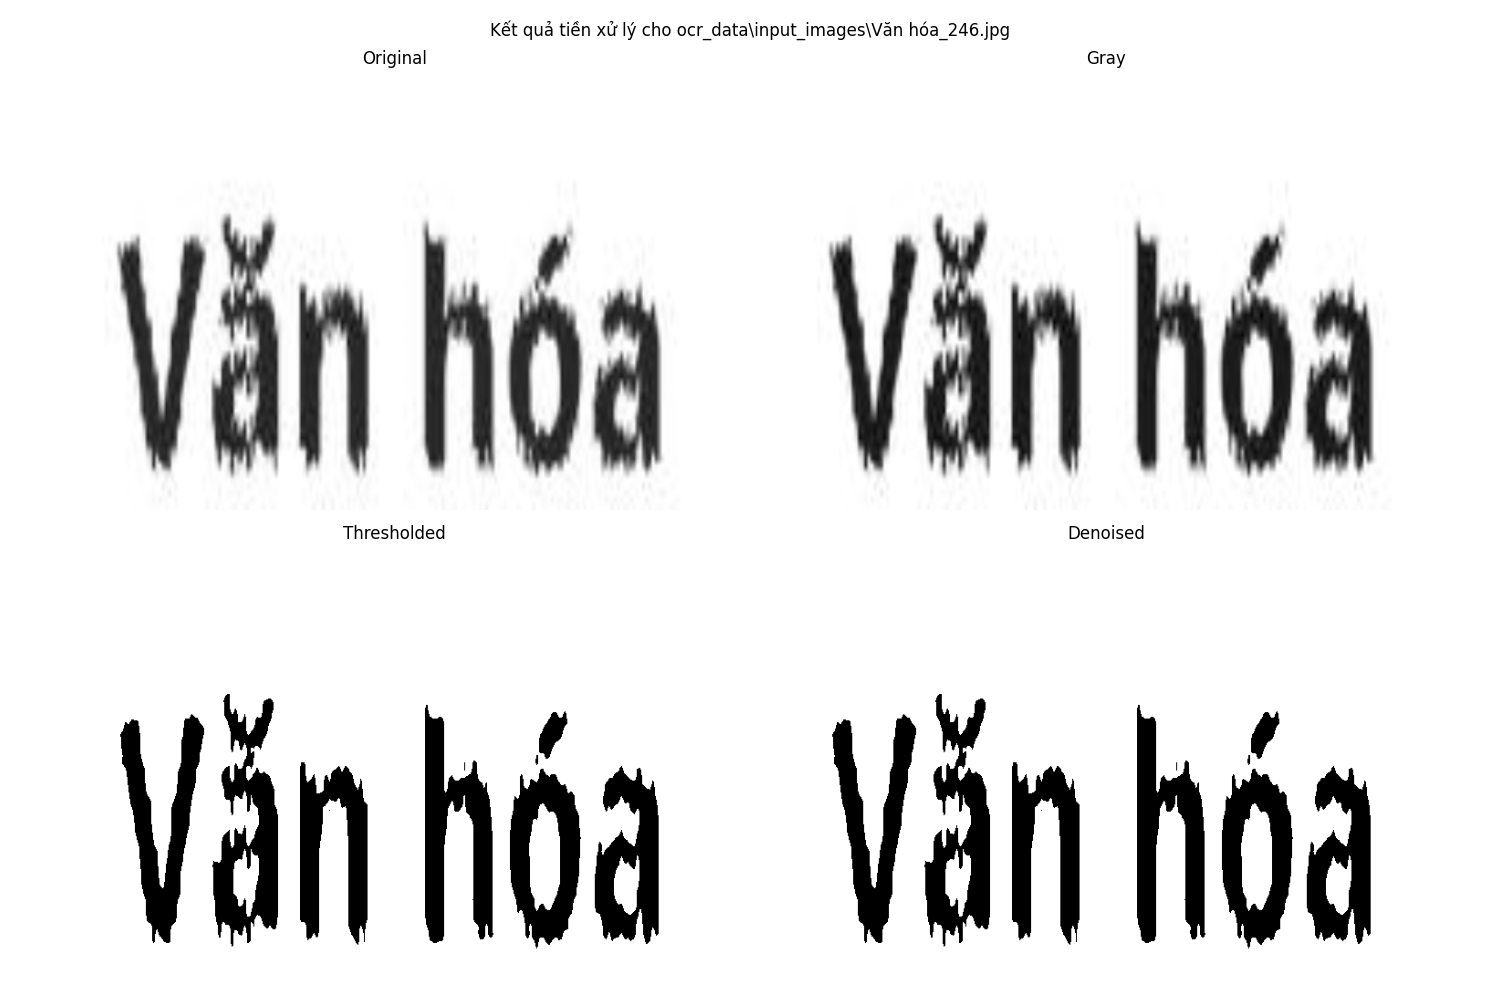 Kết quả tiền xử lý cho ocr_data\input_images\Văn hóa_246.jpg
Original
Gray
Văn hóa
Văn hóa
Thresholded
Denoised
Văn hóa
Văn hóa